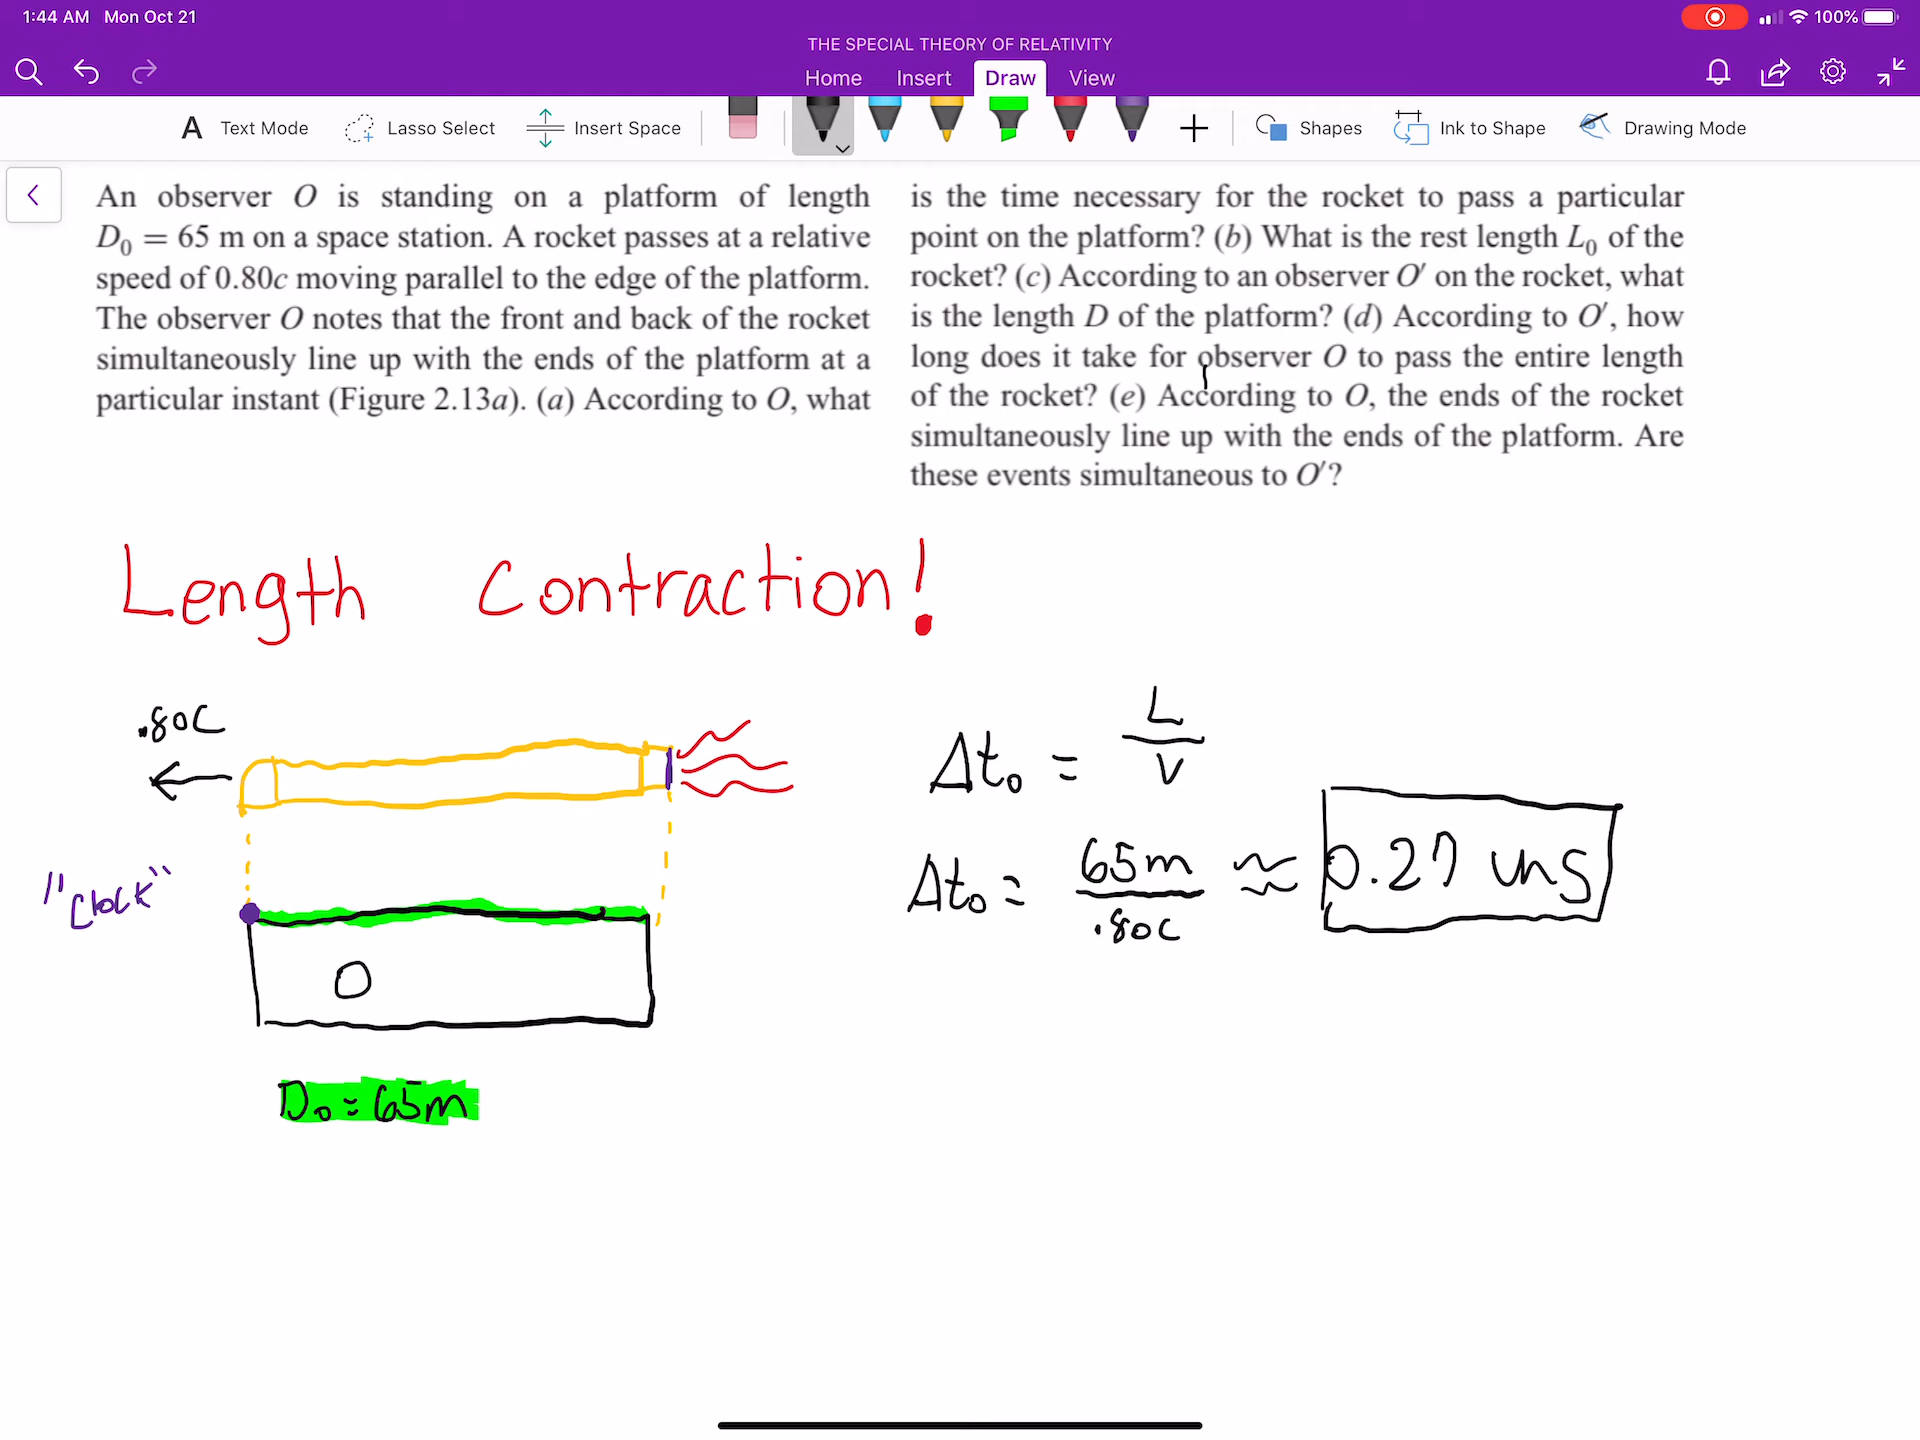 1:44 AM Mon Oct 21
100%
THE SPECIAL THEORY OF RELATIVITY
Home Insert Draw View
A Text Mode Lasso Select Insert Space Shapes Ink to Shape Drawing Mode
An observer O is standing on a platform of length
D₀ = 65 m on a space station. A rocket passes at a relative
speed of 0.80c moving parallel to the edge of the platform.
The observer O notes that the front and back of the rocket
simultaneously line up with the ends of the platform at a
particular instant (Figure 2.13a). (a) According to O, what
is the time necessary for the rocket to pass a particular
point on the platform? (b) What is the rest length L₀ of the
rocket? (c) According to an observer O′ on the rocket, what
is the length D of the platform? (d) According to O′, how
long does it take for observer O to pass the entire length
of the rocket? (e) According to O, the ends of the rocket
simultaneously line up with the ends of the platform. Are
these events simultaneous to O′?
Length Contraction!
.80C
"Clock"
O
D₀ = 65m
Δt₀ = L/V
Δt₀ = 65m/.80C ≈ 0.27 μs